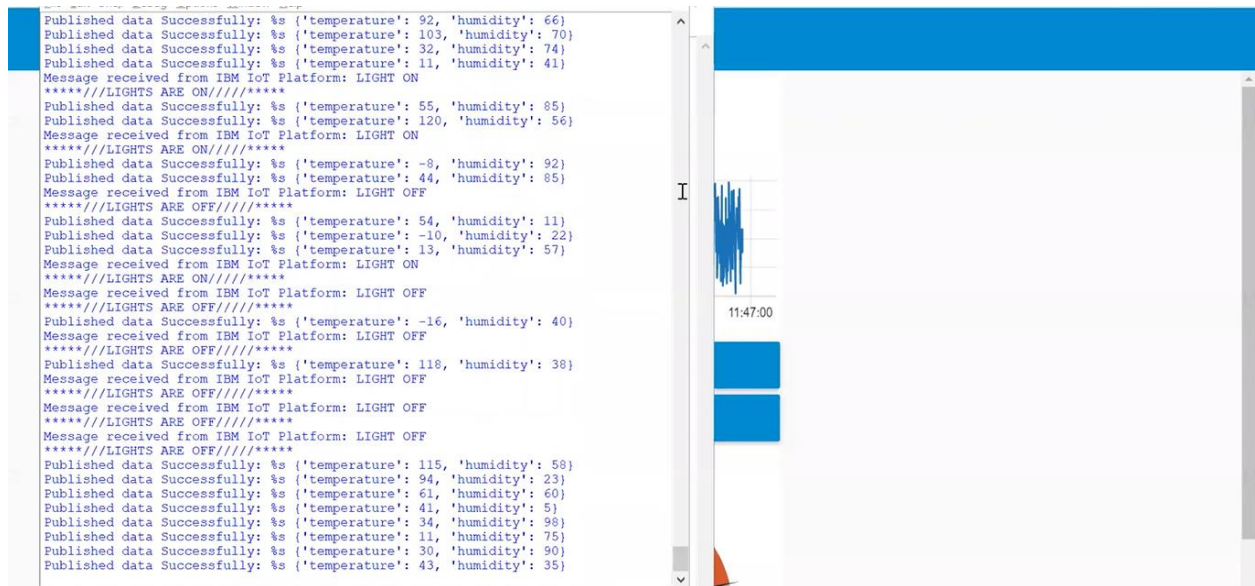 Published data Successfully: %s {'temperature': 92, 'humidity': 66}
Published data Successfully: %s {'temperature': 103, 'humidity': 70}
Published data Successfully: %s {'temperature': 32, 'humidity': 74}
Published data Successfully: %s {'temperature': 11, 'humidity': 41}
Message received from IBM IoT Platform: LIGHT ON
*****///LIGHTS ARE ON/////*****
Published data Successfully: %s {'temperature': 55, 'humidity': 85}
Published data Successfully: %s {'temperature': 120, 'humidity': 56}
Message received from IBM IoT Platform: LIGHT ON
*****///LIGHTS ARE ON/////*****
Published data Successfully: %s {'temperature': -8, 'humidity': 92}
Published data Successfully: %s {'temperature': 44, 'humidity': 85}
Message received from IBM IoT Platform: LIGHT OFF
*****///LIGHTS ARE OFF/////*****
Published data Successfully: %s {'temperature': 54, 'humidity': 11}
Published data Successfully: %s {'temperature': -10, 'humidity': 22}
Published data Successfully: %s {'temperature': 13, 'humidity': 57}
Message received from IBM IoT Platform: LIGHT ON
*****///LIGHTS ARE ON/////*****
Message received from IBM IoT Platform: LIGHT OFF
*****///LIGHTS ARE OFF/////*****
Published data Successfully: %s {'temperature': -16, 'humidity': 40}
Message received from IBM IoT Platform: LIGHT OFF
*****///LIGHTS ARE OFF/////*****
Published data Successfully: %s {'temperature': 118, 'humidity': 38}
Message received from IBM IoT Platform: LIGHT OFF
*****///LIGHTS ARE OFF/////*****
Message received from IBM IoT Platform: LIGHT OFF
*****///LIGHTS ARE OFF/////*****
Message received from IBM IoT Platform: LIGHT OFF
*****///LIGHTS ARE OFF/////*****
Published data Successfully: %s {'temperature': 115, 'humidity': 58}
Published data Successfully: %s {'temperature': 94, 'humidity': 23}
Published data Successfully: %s {'temperature': 61, 'humidity': 60}
Published data Successfully: %s {'temperature': 41, 'humidity': 5}
Published data Successfully: %s {'temperature': 34, 'humidity': 98}
Published data Successfully: %s {'temperature': 11, 'humidity': 75}
Published data Successfully: %s {'temperature': 30, 'humidity': 90}
Published data Successfully: %s {'temperature': 43, 'humidity': 35}
11:47:00